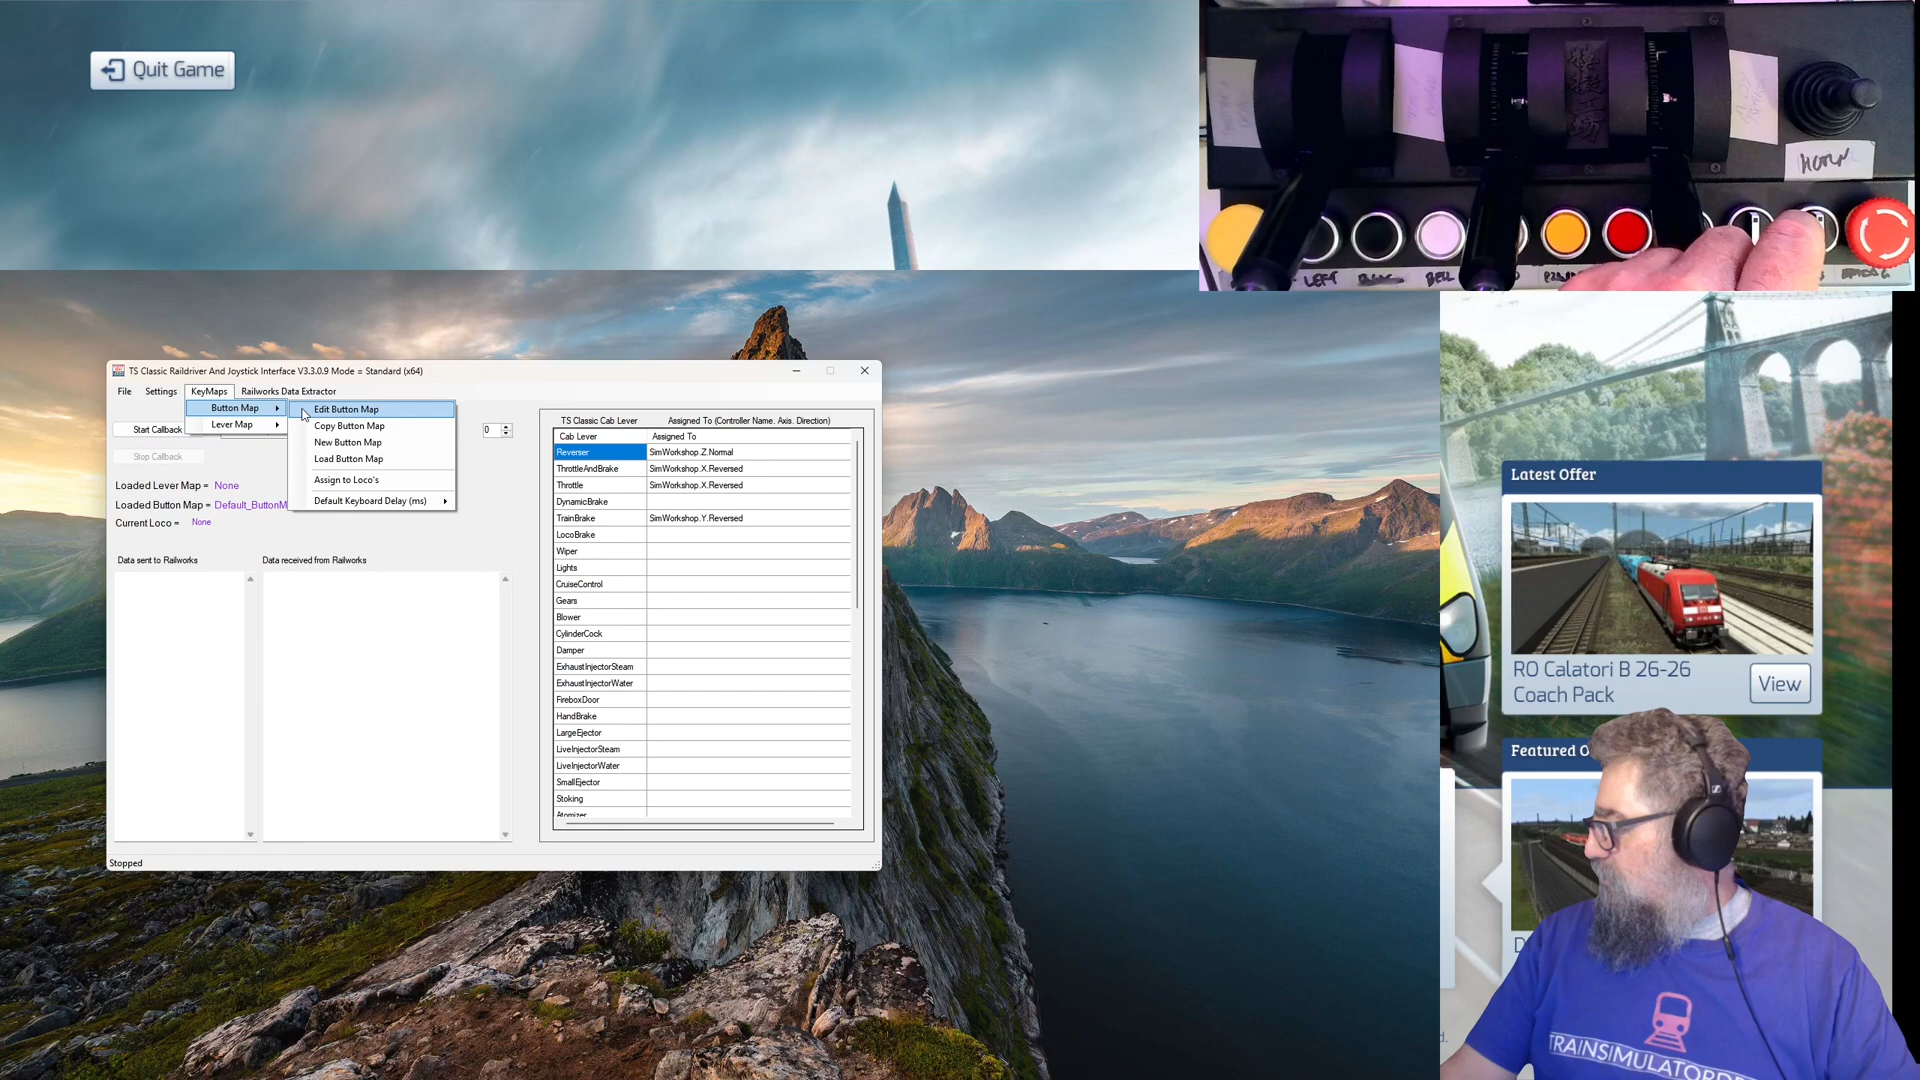 Quit Game
HORN
LEFT
BELL
TS Classic Raildriver And Joystick Interface V3.3.0.9 Mode = Standard (x64)
File Settings KeyMaps Railworks Data Extractor
Button Map
Lever Map
Edit Button Map
Copy Button Map
New Button Map
Load Button Map
Assign to Loco's
Default Keyboard Delay (ms)
Start Callback
0
Stop Callback
Loaded Lever Map = None
Loaded Button Map = Default_ButtonM
Current Loco = None
Data sent to Railworks
Data received from Railworks
TS Classic Cab Lever Assigned To (Controller Name. Axis. Direction)
Cab Lever Assigned To
Reverser SimWorkshop.Z.Normal
ThrottleAndBrake SimWorkshop.X.Reversed
Throttle SimWorkshop.X.Reversed
DynamicBrake
TrainBrake SimWorkshop.Y.Reversed
LocoBrake
Wiper
Lights
CruiseControl
Gears
Blower
CylinderCock
Damper
ExhaustInjectorSteam
ExhaustInjectorWater
FireboxDoor
HandBrake
LargeEjector
LiveInjectorSteam
LiveInjectorWater
SmallEjector
Stoking
Atomizer
Stopped
Latest Offer
RO Calatori B 26-26
Coach Pack
View
Featured O
D
d.
TRAINSIMULATOR